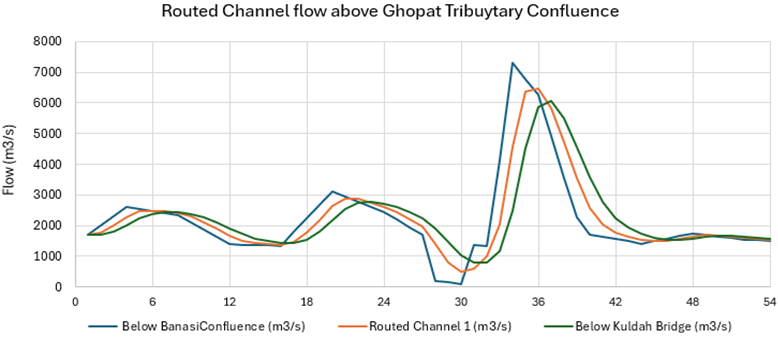 Routed Channel flow above Ghopat Tribuytary Confluence
8000
7000
6000
5000
4000
3000
2000
1000
0
Flow (m3/s)
0 6 12 18 24 30 36 42 48 54
Below BanasiConfluence (m3/s) Routed Channel 1 (m3/s) Below Kuldah Bridge (m3/s)